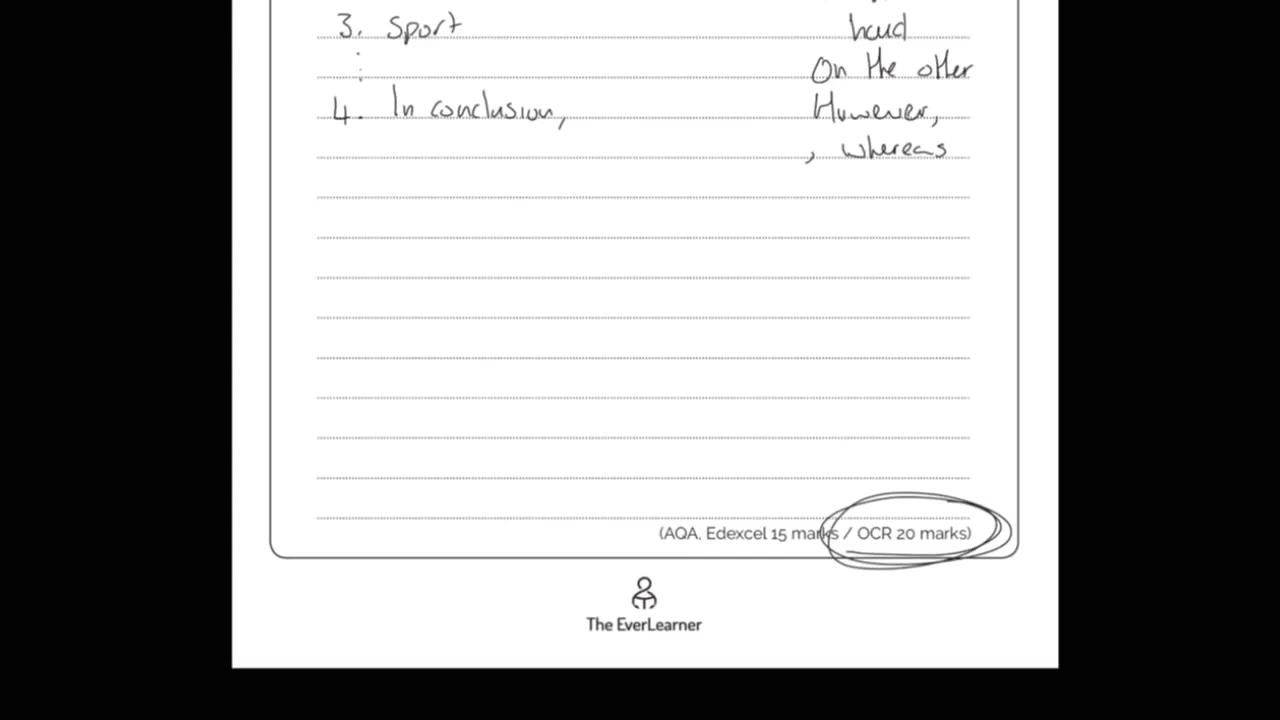 3. Sport
hand
:
On the other
4. In conclusion,
However,
, whereas
(AQA, Edexcel 15 marks / OCR 20 marks)
The EverLearner